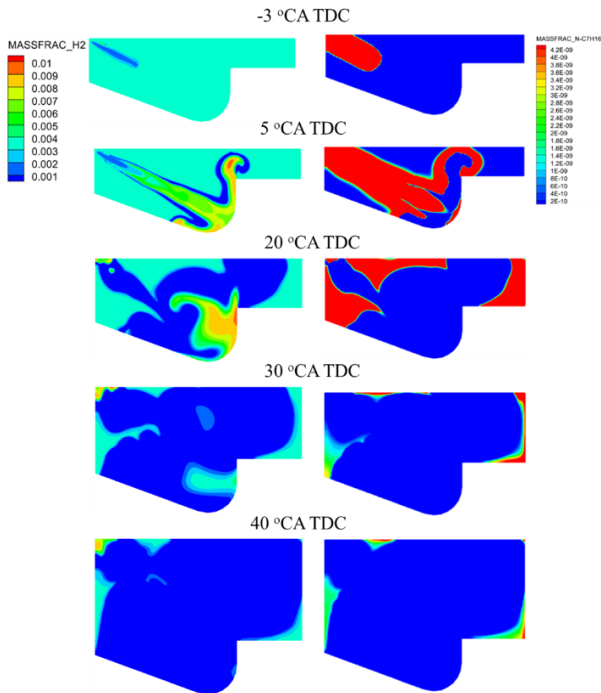 -3 °CA TDC
MASSFRAC_H2
0.01
0.009
0.008
0.007
0.006
0.005
0.004
0.003
0.002
0.001
MASSFRAC_N-C7H16
4.2E-09
4E-09
3.8E-09
3.6E-09
3.4E-09
3.2E-09
3E-09
2.8E-09
2.6E-09
2.4E-09
2.2E-09
2E-09
1.8E-09
1.6E-09
1.4E-09
1.2E-09
1E-09
8E-10
6E-10
4E-10
2E-10
5 °CA TDC
20 °CA TDC
30 °CA TDC
40 °CA TDC